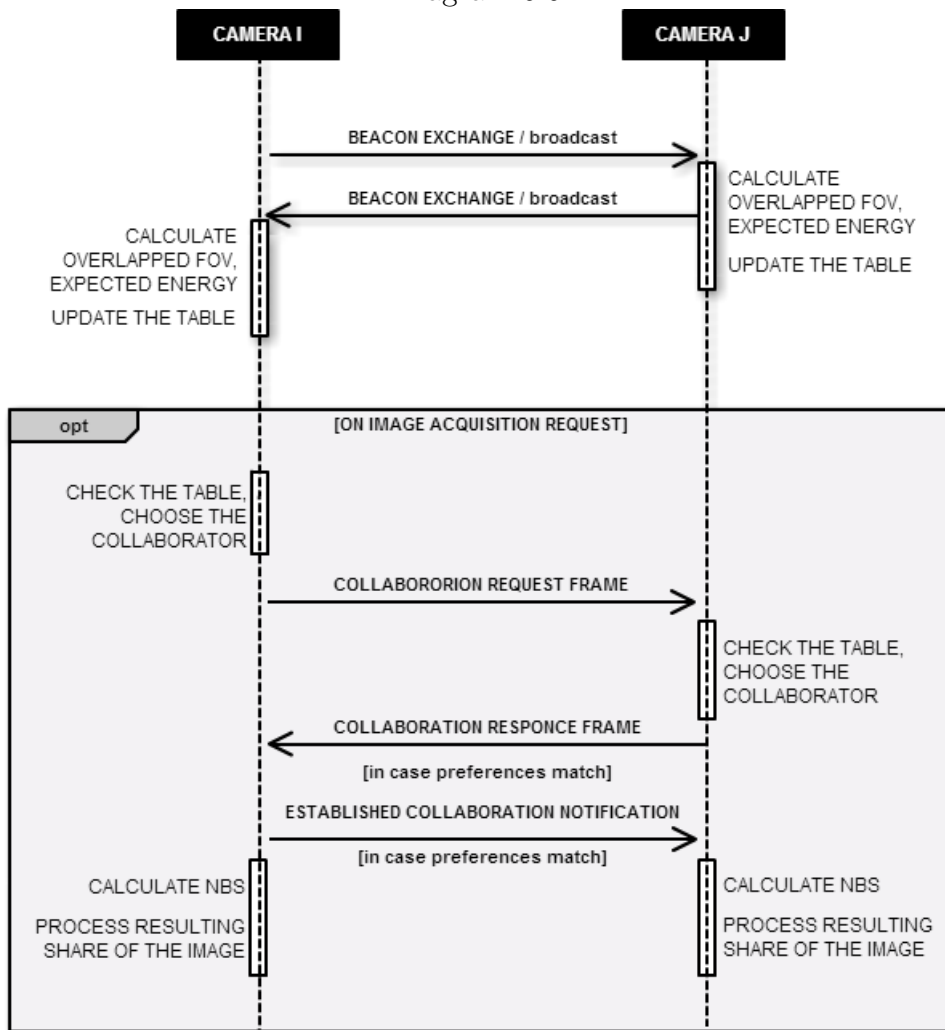 CAMERA I
CAMERA J
BEACON EXCHANGE / broadcast
CALCULATE
OVERLAPPED FOV,
EXPECTED ENERGY
UPDATE THE TABLE
BEACON EXCHANGE / broadcast
CALCULATE
OVERLAPPED FOV,
EXPECTED ENERGY
UPDATE THE TABLE
opt
[ON IMAGE ACQUISITION REQUEST]
CHECK THE TABLE,
CHOOSE THE
COLLABORATOR
COLLABORORION REQUEST FRAME
CHECK THE TABLE,
CHOOSE THE
COLLABORATOR
COLLABORATION RESPONCE FRAME
[in case preferences match]
ESTABLISHED COLLABORATION NOTIFICATION
[in case preferences match]
CALCULATE NBS
PROCESS RESULTING
SHARE OF THE IMAGE
CALCULATE NBS
PROCESS RESULTING
SHARE OF THE IMAGE